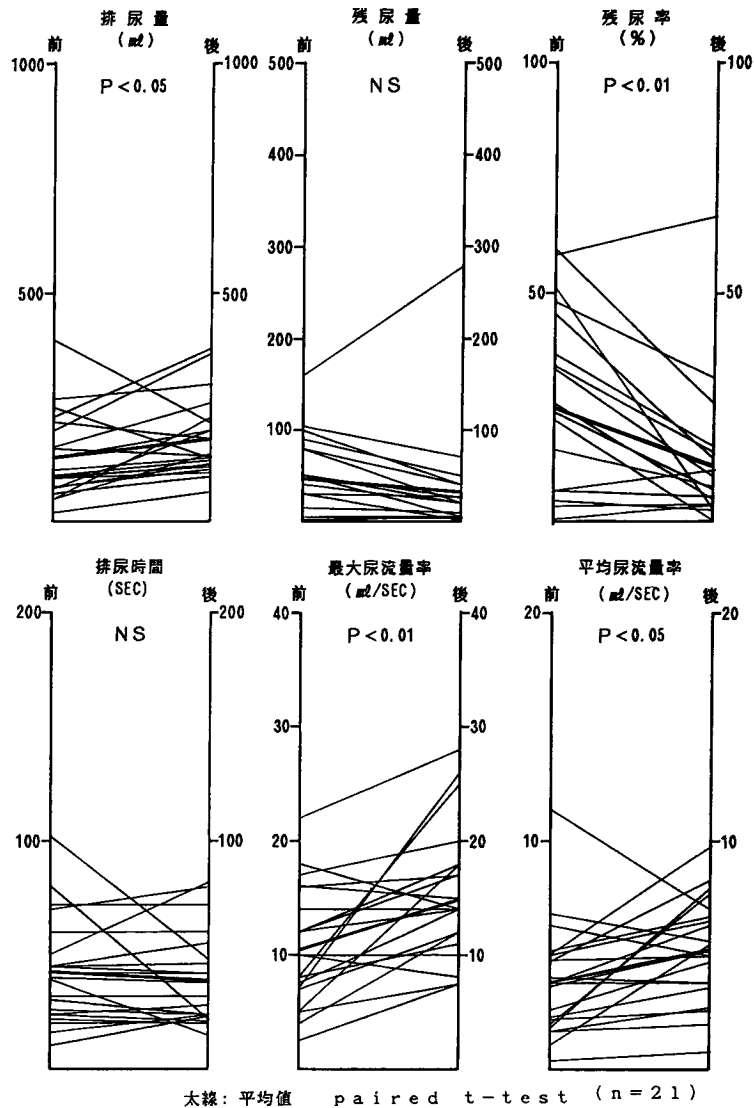 排尿量
(㎖)
前 後
1000 1000
P<0.05
500 500
残尿量
(㎖)
前 後
500 500
NS
400 400
300 300
200 200
100 100
残尿率
(%)
前 後
100 100
P<0.01
50 50
排尿時間
(SEC)
前 後
200 200
NS
100 100
最大尿流量率
(㎖/SEC)
前 後
40 40
P<0.01
30 30
20 20
10 10
平均尿流量率
(㎖/SEC)
前 後
20 20
P<0.05
10 10
太線: 平均値 paired t-test (n=21)